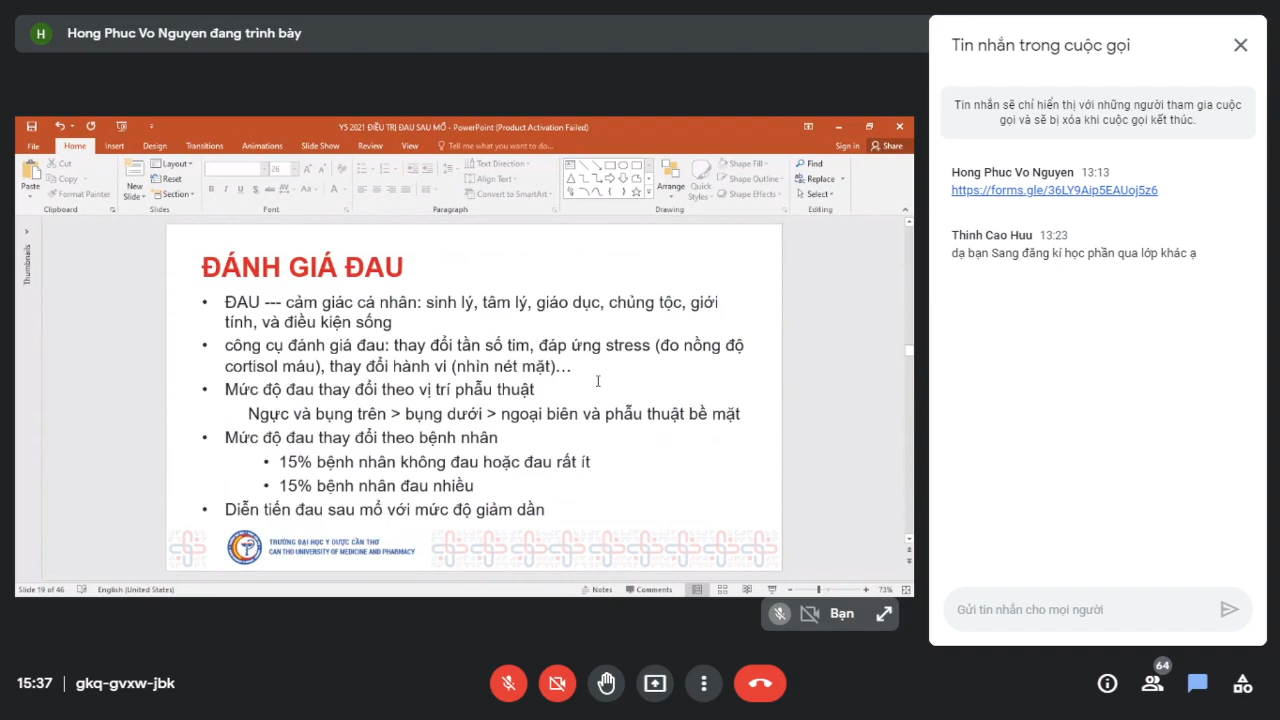 H
Hong Phuc Vo Nguyen đang trình bày
Y5 2021 ĐIỀU TRỊ ĐAU SAU MỔ - PowerPoint (Product Activation Failed)
File Home Insert Design Transitions Animations Slide Show Review View Tell me what you want to do... Sign in Share
Paste
Cut
Copy
Format Painter
Clipboard
New Slide
Layout
Reset
Section
Slides
26
Font
Text Direction
Align Text
Convert to SmartArt
Paragraph
Arrange
Quick Styles
Shape Fill
Shape Outline
Shape Effects
Drawing
Find
Replace
Select
Editing
Thumbnails
ĐÁNH GIÁ ĐAU
• ĐAU --- cảm giác cá nhân: sinh lý, tâm lý, giáo dục, chủng tộc, giới
tính, và điều kiện sống
• công cụ đánh giá đau: thay đổi tần số tim, đáp ứng stress (đo nồng độ
cortisol máu), thay đổi hành vi (nhìn nét mặt)…
• Mức độ đau thay đổi theo vị trí phẫu thuật
Ngực và bụng trên > bụng dưới > ngoại biên và phẫu thuật bề mặt
• Mức độ đau thay đổi theo bệnh nhân
• 15% bệnh nhân không đau hoặc đau rất ít
• 15% bệnh nhân đau nhiều
• Diễn tiến đau sau mổ với mức độ giảm dần
TRƯỜNG ĐẠI HỌC Y DƯỢC CẦN THƠ
CAN THO UNIVERSITY OF MEDICINE AND PHARMACY
Slide 19 of 46 English (United States) Notes Comments 73%
Bạn
15:37 gkq-gvxw-jbk
Tin nhắn trong cuộc gọi
Tin nhắn sẽ chỉ hiển thị với những người tham gia cuộc
gọi và sẽ bị xóa khi cuộc gọi kết thúc.
Hong Phuc Vo Nguyen 13:13
https://forms.gle/36LY9Aip5EAUoj5z6
Thinh Cao Huu 13:23
dạ bạn Sang đăng kí học phần qua lớp khác ạ
Gửi tin nhắn cho mọi người
64